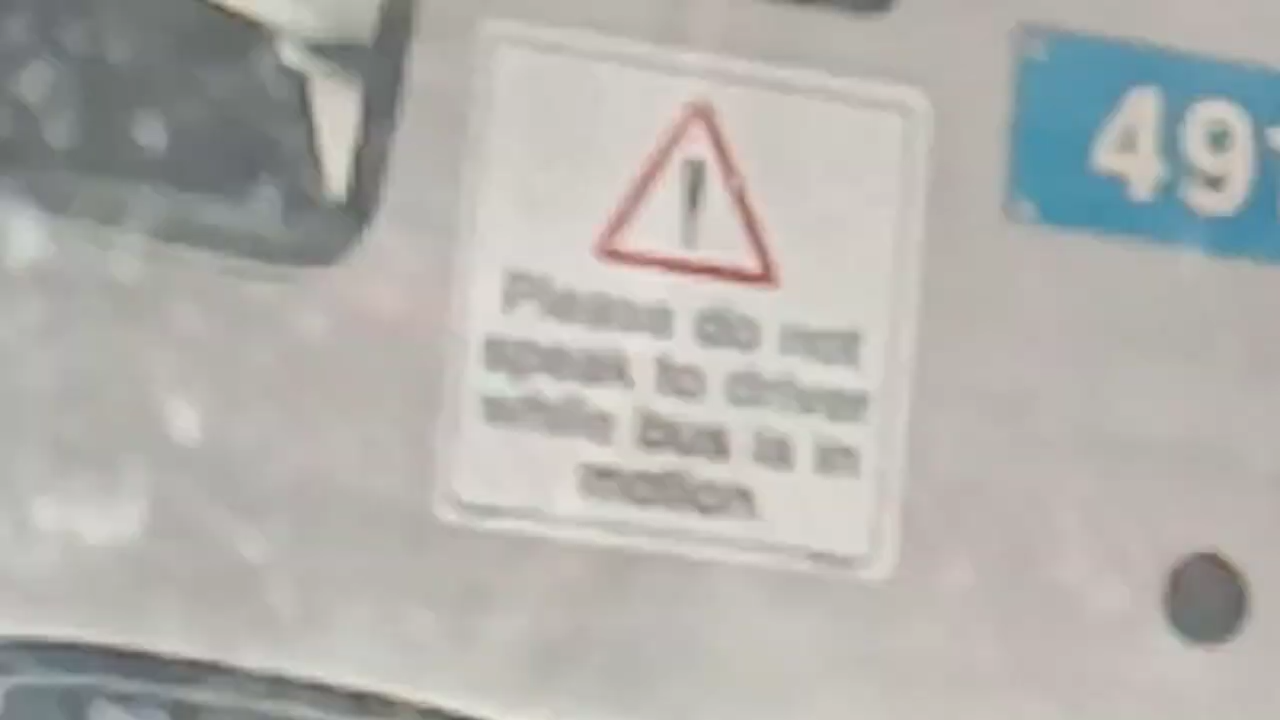 Please do not
speak to driver
while bus is in
motion
49